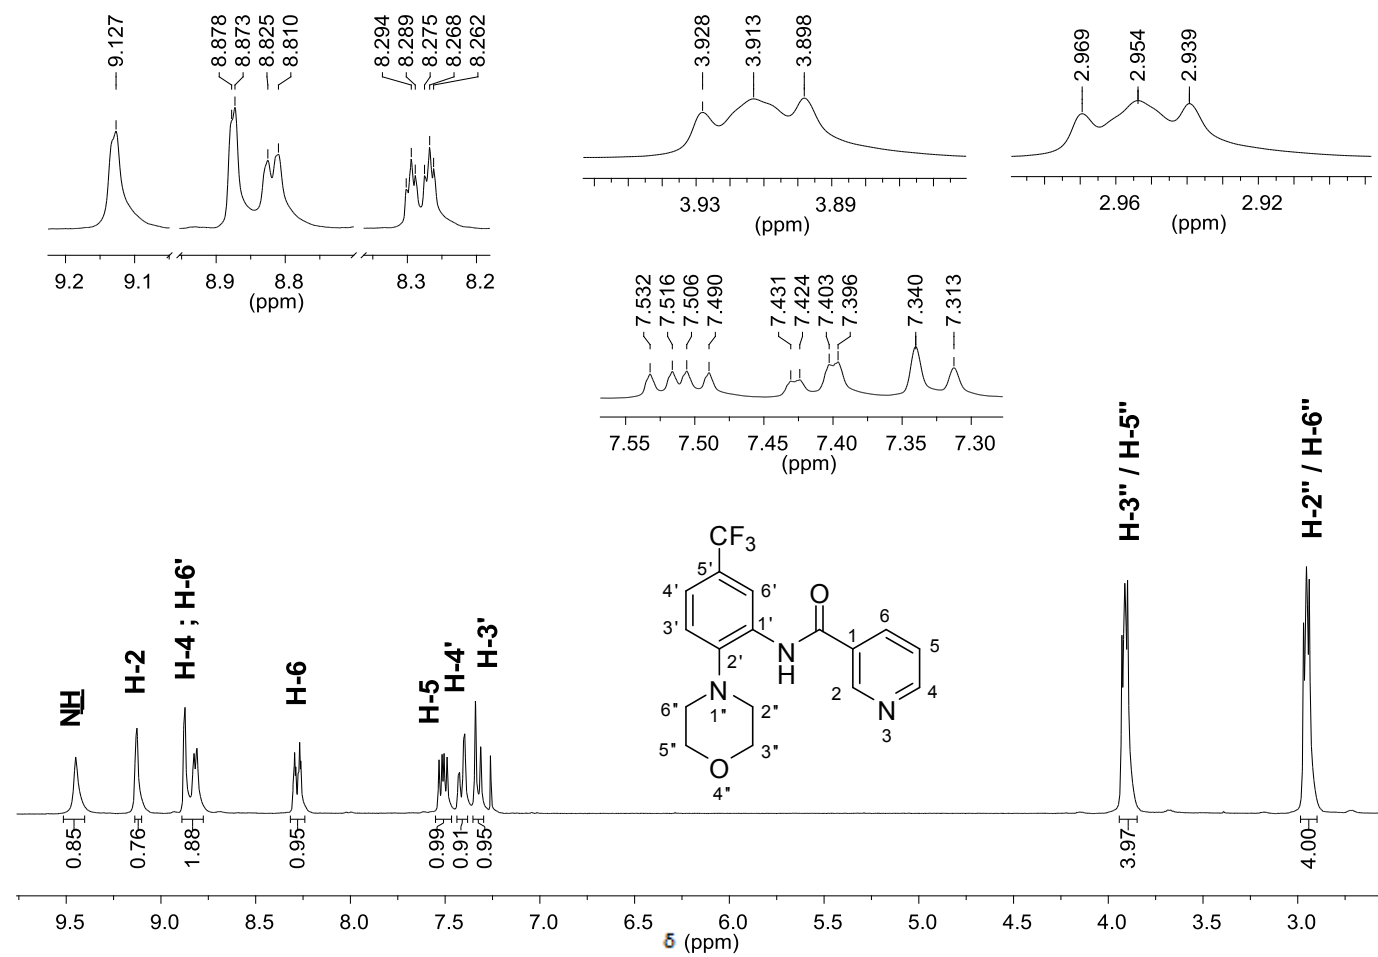 9.127
8.878
8.873
8.825
8.810
8.294
8.289
8.275
8.268
8.262
9.2 9.1 8.9 8.8 8.3 8.2
(ppm)
3.928
3.913
3.898
3.93 3.89
(ppm)
2.969
2.954
2.939
2.96 2.92
(ppm)
7.532
7.516
7.506
7.490
7.431
7.424
7.403
7.396
7.340
7.313
7.55 7.50 7.45 7.40 7.35 7.30
(ppm)
NH
H-2
H-4 ; H-6'
H-6
H-5
H-4'
H-3'
H-3" / H-5"
H-2" / H-6"
CF3
5'
4' 6'
O
3' 1' 1 6 5
2' N H 2 4
N
1"
N
3
6" 2"
5" 3"
O
4"
0.85
0.76
1.88
0.95
0.99
0.91
0.95
3.97
4.00
9.5 9.0 8.5 8.0 7.5 7.0 6.5 6.0 5.5 5.0 4.5 4.0 3.5 3.0
δ (ppm)